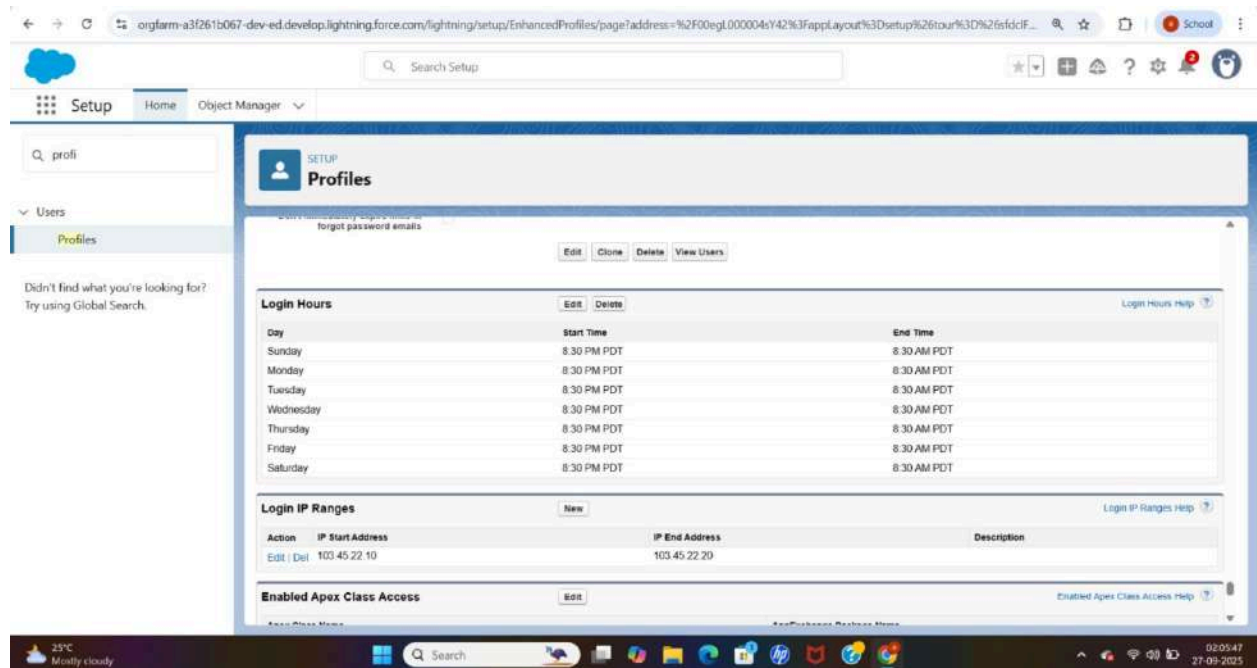 orgfarm-a3f261b067-dev-ed.develop.lightning.force.com/lightning/setup/EnhancedProfiles/page?address=%2F00egL000004sY42%3FappLayout%3Dsetup%26tour%3D%26sfdcIF... School
Search Setup
2
Setup Home Object Manager
profi
SETUP
Profiles
Users
Profiles
Didn't find what you're looking for?
Try using Global Search.
forgot password emails
Edit Clone Delete View Users
Login Hours Edit Delete Login Hours Help ?
Day Start Time End Time
Sunday 8:30 PM PDT 8:30 AM PDT
Monday 8:30 PM PDT 8:30 AM PDT
Tuesday 8:30 PM PDT 8:30 AM PDT
Wednesday 8:30 PM PDT 8:30 AM PDT
Thursday 8:30 PM PDT 8:30 AM PDT
Friday 8:30 PM PDT 8:30 AM PDT
Saturday 8:30 PM PDT 8:30 AM PDT
Login IP Ranges New Login IP Ranges Help ?
Action IP Start Address IP End Address Description
Edit | Del 103.45.22.10 103.45.22.20
Enabled Apex Class Access Edit Enabled Apex Class Access Help ?
Apex Class Name AppExchange Package Name
25°C
Mostly cloudy
Search
02:05:47
27-09-2025